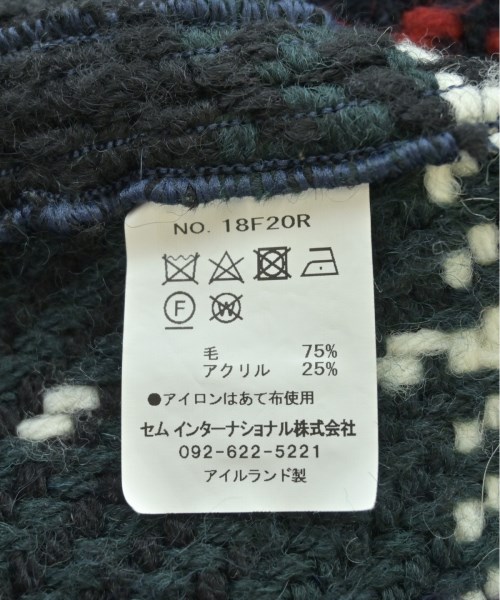 NO. 18F20R
F W
毛 75%
アクリル 25%
●アイロンはあて布使用
セム インターナショナル株式会社
092-622-5221
アイルランド製